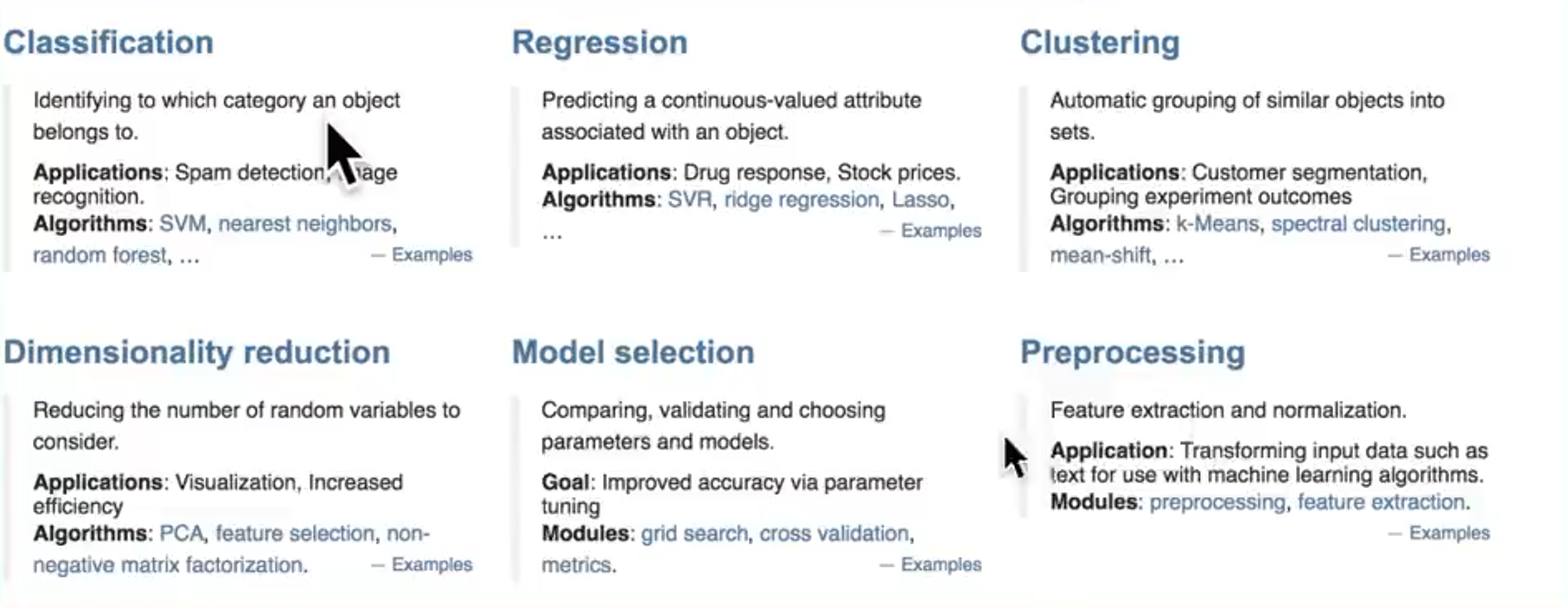 Classification
Identifying to which category an object
belongs to.
Applications: Spam detection, age
recognition.
Algorithms: SVM, nearest neighbors,
random forest, …
— Examples
Regression
Predicting a continuous-valued attribute
associated with an object.
Applications: Drug response, Stock prices.
Algorithms: SVR, ridge regression, Lasso,
…
— Examples
Clustering
Automatic grouping of similar objects into
sets.
Applications: Customer segmentation,
Grouping experiment outcomes
Algorithms: k-Means, spectral clustering,
mean-shift, …
— Examples
Dimensionality reduction
Reducing the number of random variables to
consider.
Applications: Visualization, Increased
efficiency
Algorithms: PCA, feature selection, non-
negative matrix factorization.
— Examples
Model selection
Comparing, validating and choosing
parameters and models.
Goal: Improved accuracy via parameter
tuning
Modules: grid search, cross validation,
metrics.
— Examples
Preprocessing
Feature extraction and normalization.
Application: Transforming input data such as
text for use with machine learning algorithms.
Modules: preprocessing, feature extraction.
— Examples